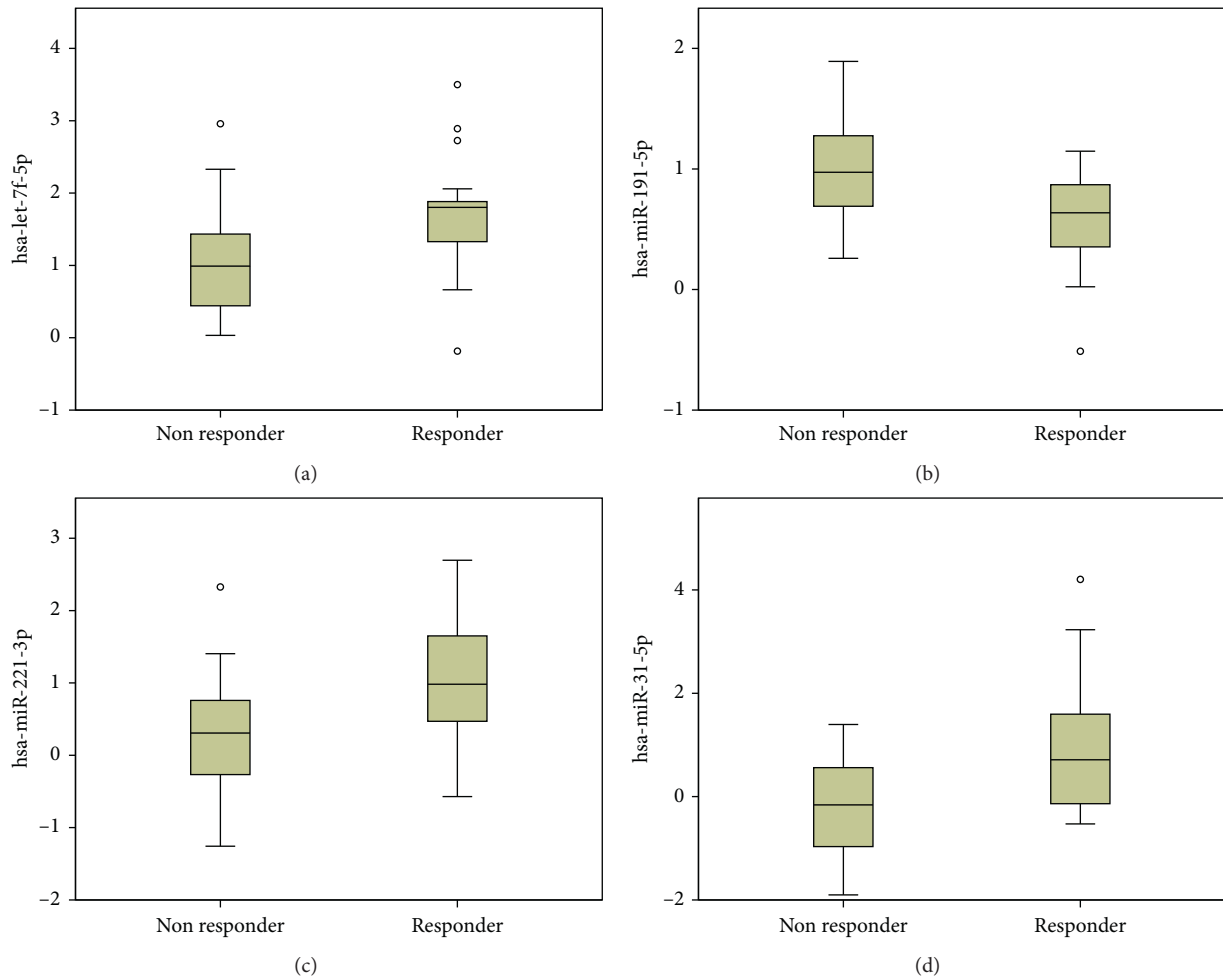 hsa-let-7f-5p
4
3
2
1
0
−1
Non responder
Responder
(a)
hsa-miR-191-5p
2
1
0
−1
Non responder
Responder
(b)
hsa-miR-221-3p
3
2
1
0
−1
−2
Non responder
Responder
(c)
hsa-miR-31-5p
4
2
0
−2
Non responder
Responder
(d)